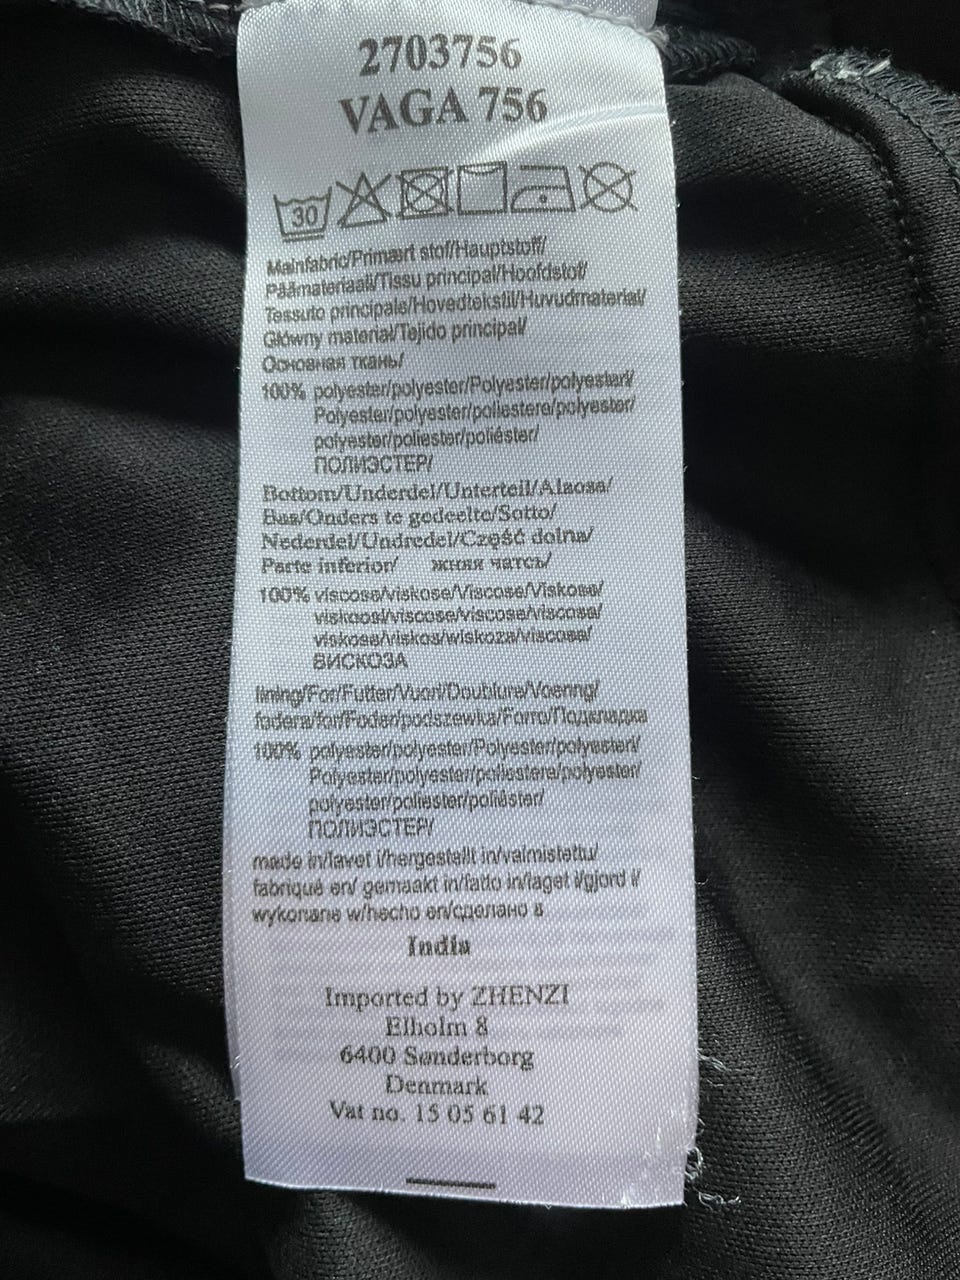 2703756
VAGA 756
30
Mainfabric/Primært stof/Hauptstoff/
Päämateriaali/Tissu principal/Hoofdstof/
Tessuto principale/Hovedtekstil/Huvudmaterial/
Główny materiał/Tejido principal/
Основная ткань/
100% polyester/polyester/Polyester/polyesteri/
Polyester/polyester/poliestere/polyester/
polyester/poliester/poliéster/
ПОЛИЭСТЕР/
Bottom/Underdel/Unterteil/Alaosa/
Bas/Onders te gedeelte/Sotto/
Nederdel/Undredel/Część dolna/
Parte inferior/ жняя чатсь/
100% viscose/viskose/Viscose/Viskose/
viskoosi/viscose/viscose/viscosa/
viskose/viskos/wiskoza/viscosa/
ВИСКОЗА
lining/For/Futter/Vuori/Doublure/Voering/
fodera/for/Foder/podszewka/Forro/Подкладка
100% polyester/polyester/Polyester/polyesteri/
Polyester/polyester/poliestere/polyester/
polyester/poliester/poliéster/
ПОЛИЭСТЕР/
made in/lavet i/hergestellt in/valmistettu/
fabriqué en/ gemaakt in/fatto in/laget i/gjord i/
wykonane w/hecho en/сделано в
India
Imported by ZHENZI
Elholm 8
6400 Sønderborg
Denmark
Vat no. 15 05 61 42